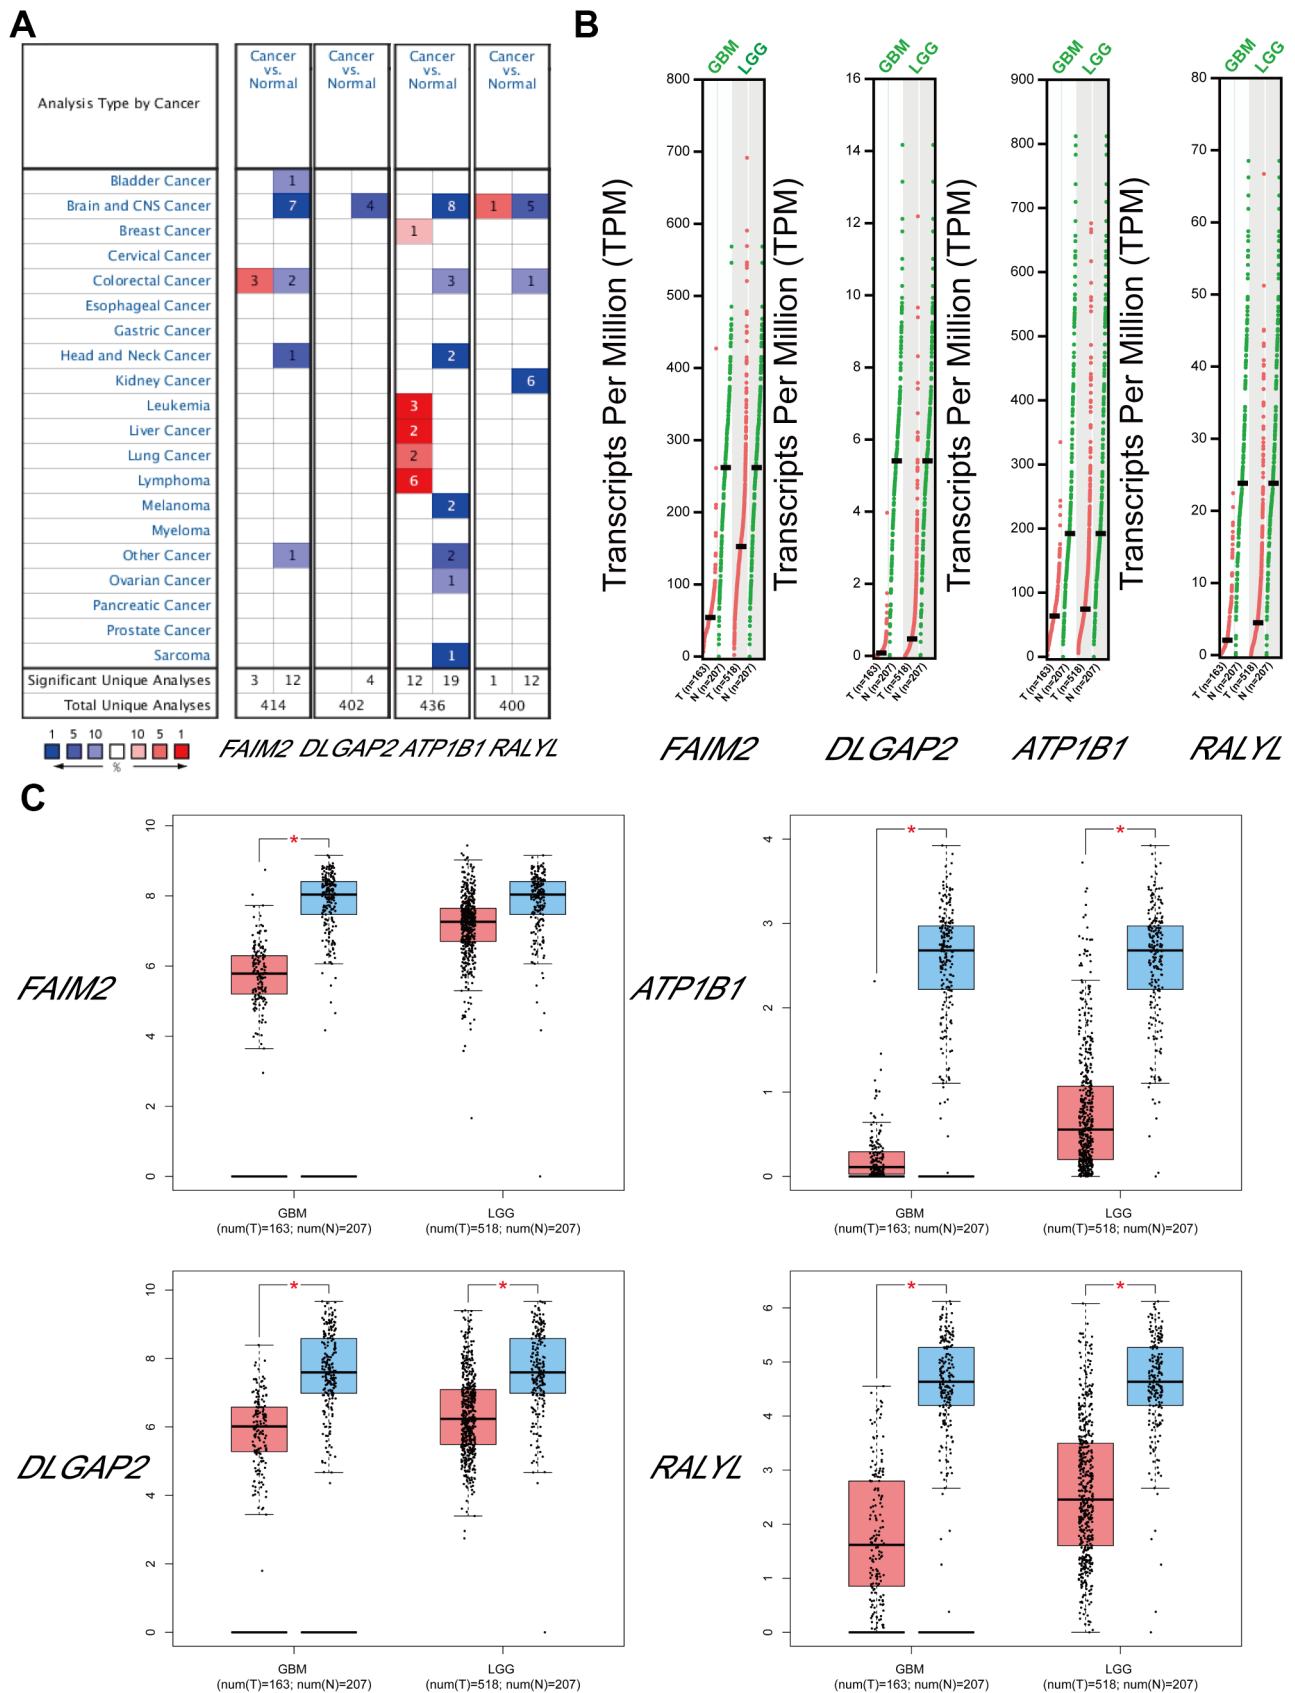 A
Analysis Type by Cancer
Cancer vs. Normal Cancer vs. Normal Cancer vs. Normal Cancer vs. Normal
Bladder Cancer 1
Brain and CNS Cancer 7 4 8 1 5
Breast Cancer 1
Cervical Cancer
Colorectal Cancer 3 2 3 1
Esophageal Cancer
Gastric Cancer
Head and Neck Cancer 1 2
Kidney Cancer 6
Leukemia 3
Liver Cancer 2
Lung Cancer 2
Lymphoma 6
Melanoma 2
Myeloma
Other Cancer 1 2
Ovarian Cancer 1
Pancreatic Cancer
Prostate Cancer
Sarcoma 1
Significant Unique Analyses 3 12 4 12 19 1 12
Total Unique Analyses 414 402 436 400
1 5 10 10 5 1
%
FAIM2 DLGAP2 ATP1B1 RALYL
B
GBM LGG
Transcripts Per Million (TPM)
800
700
600
500
400
300
200
100
0
T (n=163)
N (n=207)
T (n=518)
N (n=207)
FAIM2
GBM LGG
Transcripts Per Million (TPM)
16
14
12
10
8
6
4
2
0
T (n=163)
N (n=207)
T (n=518)
N (n=207)
DLGAP2
GBM LGG
Transcripts Per Million (TPM)
900
800
700
600
500
400
300
200
100
0
T (n=163)
N (n=207)
T (n=518)
N (n=207)
ATP1B1
GBM LGG
Transcripts Per Million (TPM)
80
70
60
50
40
30
20
10
0
T (n=163)
N (n=207)
T (n=518)
N (n=207)
RALYL
C
FAIM2
10
8
6
4
2
0
*
GBM LGG
(num(T)=163; num(N)=207) (num(T)=518; num(N)=207)
ATP1B1
4
3
2
1
0
* *
GBM LGG
(num(T)=163; num(N)=207) (num(T)=518; num(N)=207)
DLGAP2
10
8
6
4
2
0
* *
GBM LGG
(num(T)=163; num(N)=207) (num(T)=518; num(N)=207)
RALYL
6
5
4
3
2
1
0
* *
GBM LGG
(num(T)=163; num(N)=207) (num(T)=518; num(N)=207)